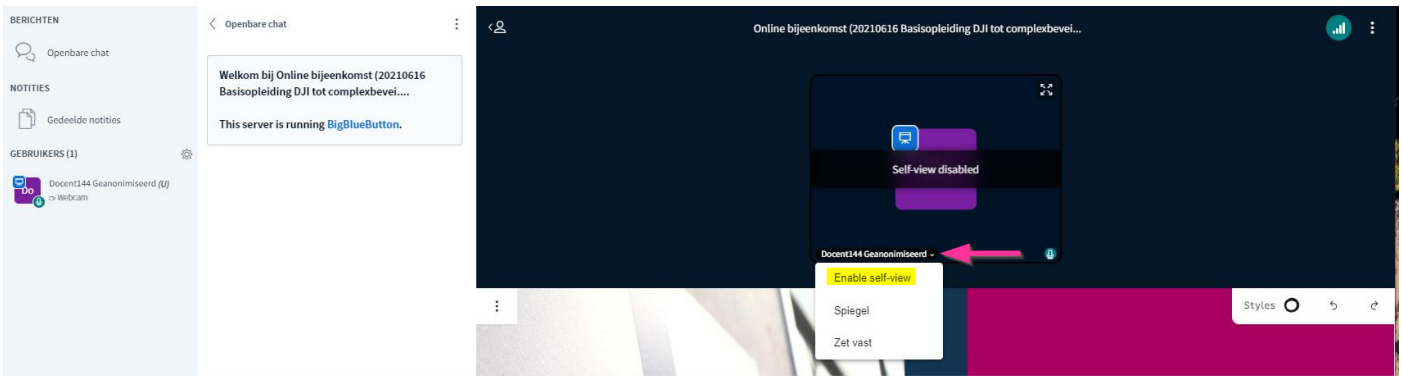 BERICHTEN
Openbare chat
NOTITIES
Gedeelde notities
GEBRUIKERS (1)
Do
Docent144 Geanonimiseerd (U)
Webcam
Openbare chat
Welkom bij Online bijeenkomst (20210616
Basisopleiding DJI tot complexbevei....
This server is running BigBlueButton.
Online bijeenkomst (20210616 Basisopleiding DJI tot complexbevei...
Self-view disabled
Docent144 Geanonimiseerd
Enable self-view
Spiegel
Zet vast
Styles